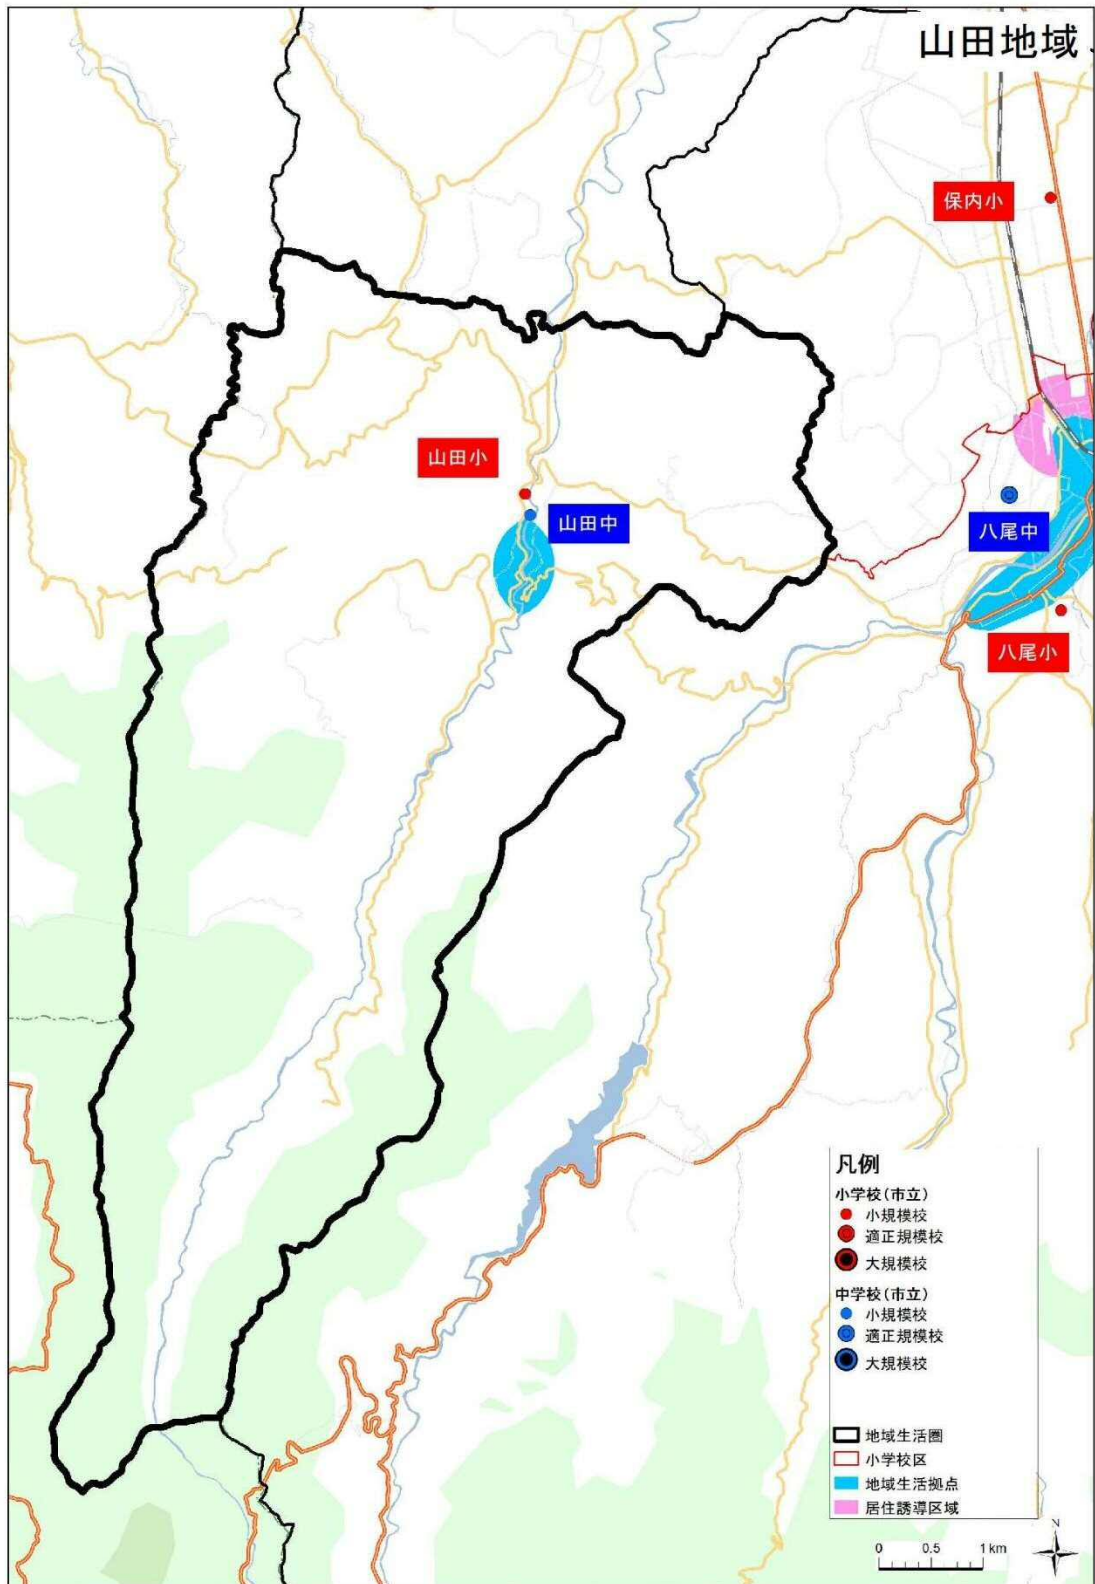 山田地域
保内小
山田小
山田中
八尾中
八尾小
凡例
小学校(市立)
小規模校
適正規模校
大規模校
中学校(市立)
小規模校
適正規模校
大規模校
地域生活圏
小学校区
地域生活拠点
居住誘導区域
N
0 0.5 1km